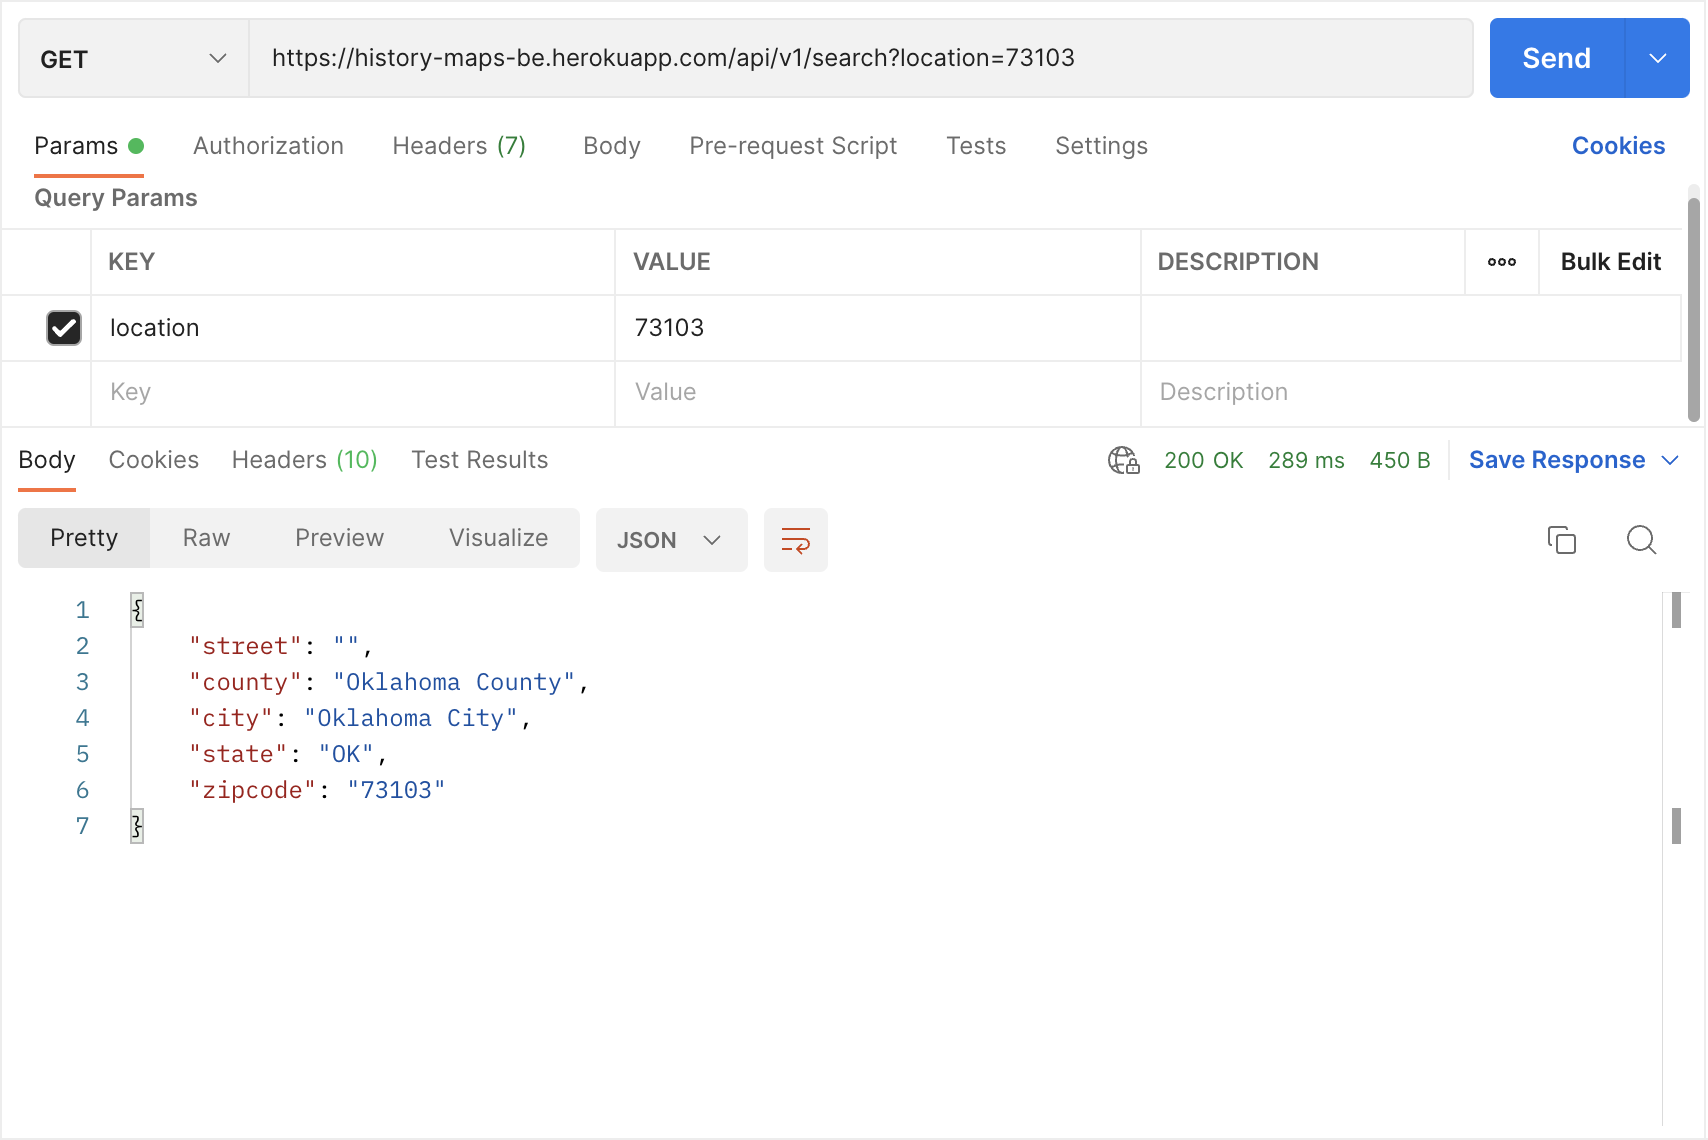 GET https://history-maps-be.herokuapp.com/api/v1/search?location=73103 Send
Params Authorization Headers (7) Body Pre-request Script Tests Settings Cookies
Query Params
KEY VALUE DESCRIPTION ooo Bulk Edit
location 73103
Key Value Description
Body Cookies Headers (10) Test Results 200 OK 289 ms 450 B Save Response
Pretty Raw Preview Visualize JSON
1 {
2 "street": "",
3 "county": "Oklahoma County",
4 "city": "Oklahoma City",
5 "state": "OK",
6 "zipcode": "73103"
7 }